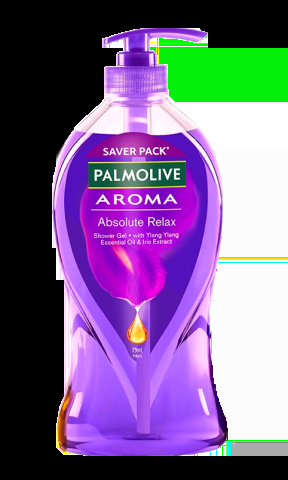 SAVER PACK*
PALMOLIVE
AROMA
Absolute Relax
Shower Gel • with Ylang Ylang
Essential Oil & Iris Extract